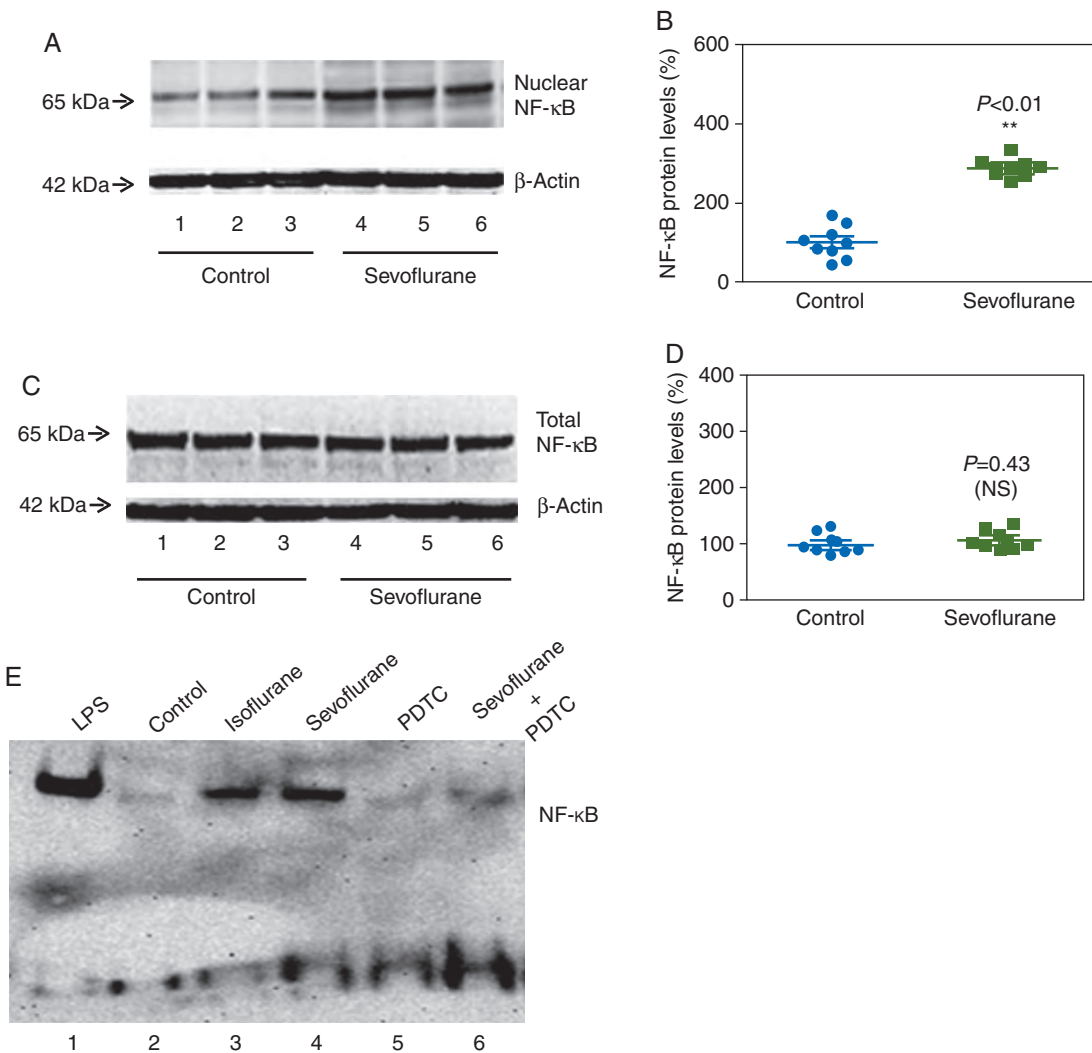 A
65 kDa→
Nuclear
NF-κB
42 kDa→
β-Actin
1 2 3 4 5 6
Control Sevoflurane
B
NF-κB protein levels (%)
600
400
200
0
P<0.01
**
Control Sevoflurane
C
65 kDa→
Total
NF-κB
42 kDa→
β-Actin
1 2 3 4 5 6
Control Sevoflurane
D
NF-κB protein levels (%)
400
300
200
100
0
P=0.43
(NS)
Control Sevoflurane
E
LPS
Control
Isoflurane
Sevoflurane
PDTC
Sevoflurane
+
PDTC
NF-κB
1 2 3 4 5 6